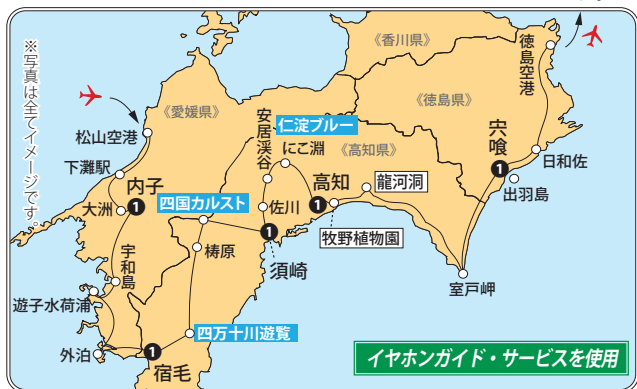 ※写真は全てイメージです。
《香川県》
《愛媛県》
《徳島県》
《高知県》
徳島空港
松山空港
下灘駅
内子
1
大洲
宇和島
遊子水荷浦
外泊
1
宿毛
四国カルスト
梼原
四万十川遊覧
安居渓谷
仁淀ブルー
にこ淵
佐川
1
須崎
高知
1
牧野植物園
龍河洞
室戸岬
宍喰
1
出羽島
日和佐
イヤホンガイド・サービスを使用